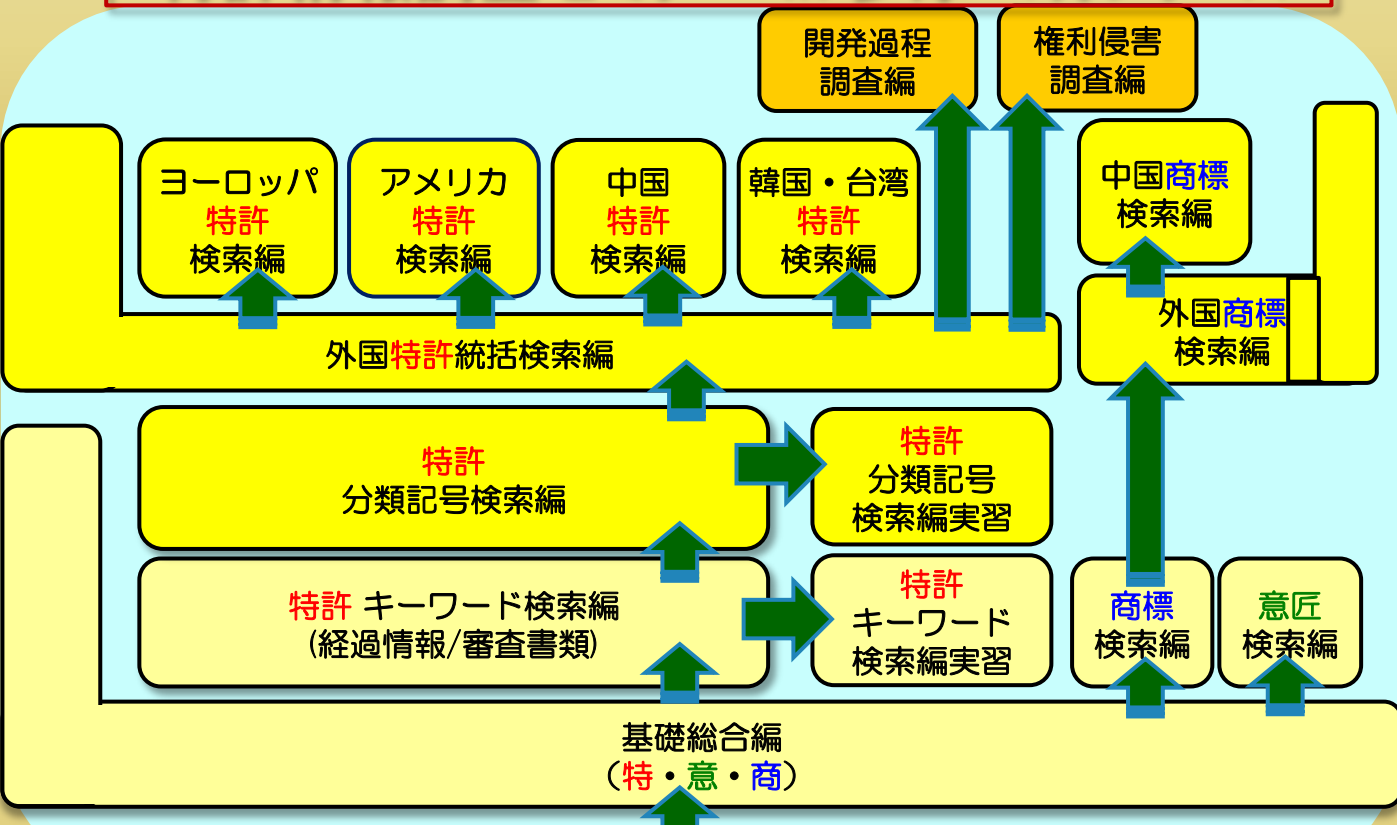 開発過程
調査編
権利侵害
調査編
ヨーロッパ
特許
検索編
アメリカ
特許
検索編
中国
特許
検索編
韓国・台湾
特許
検索編
中国商標
検索編
外国商標
検索編
外国特許統括検索編
特許
分類記号検索編
特許
分類記号
検索編実習
特許 キーワード検索編
(経過情報/審査書類)
特許
キーワード
検索編実習
商標
検索編
意匠
検索編
基礎総合編
(特・意・商)